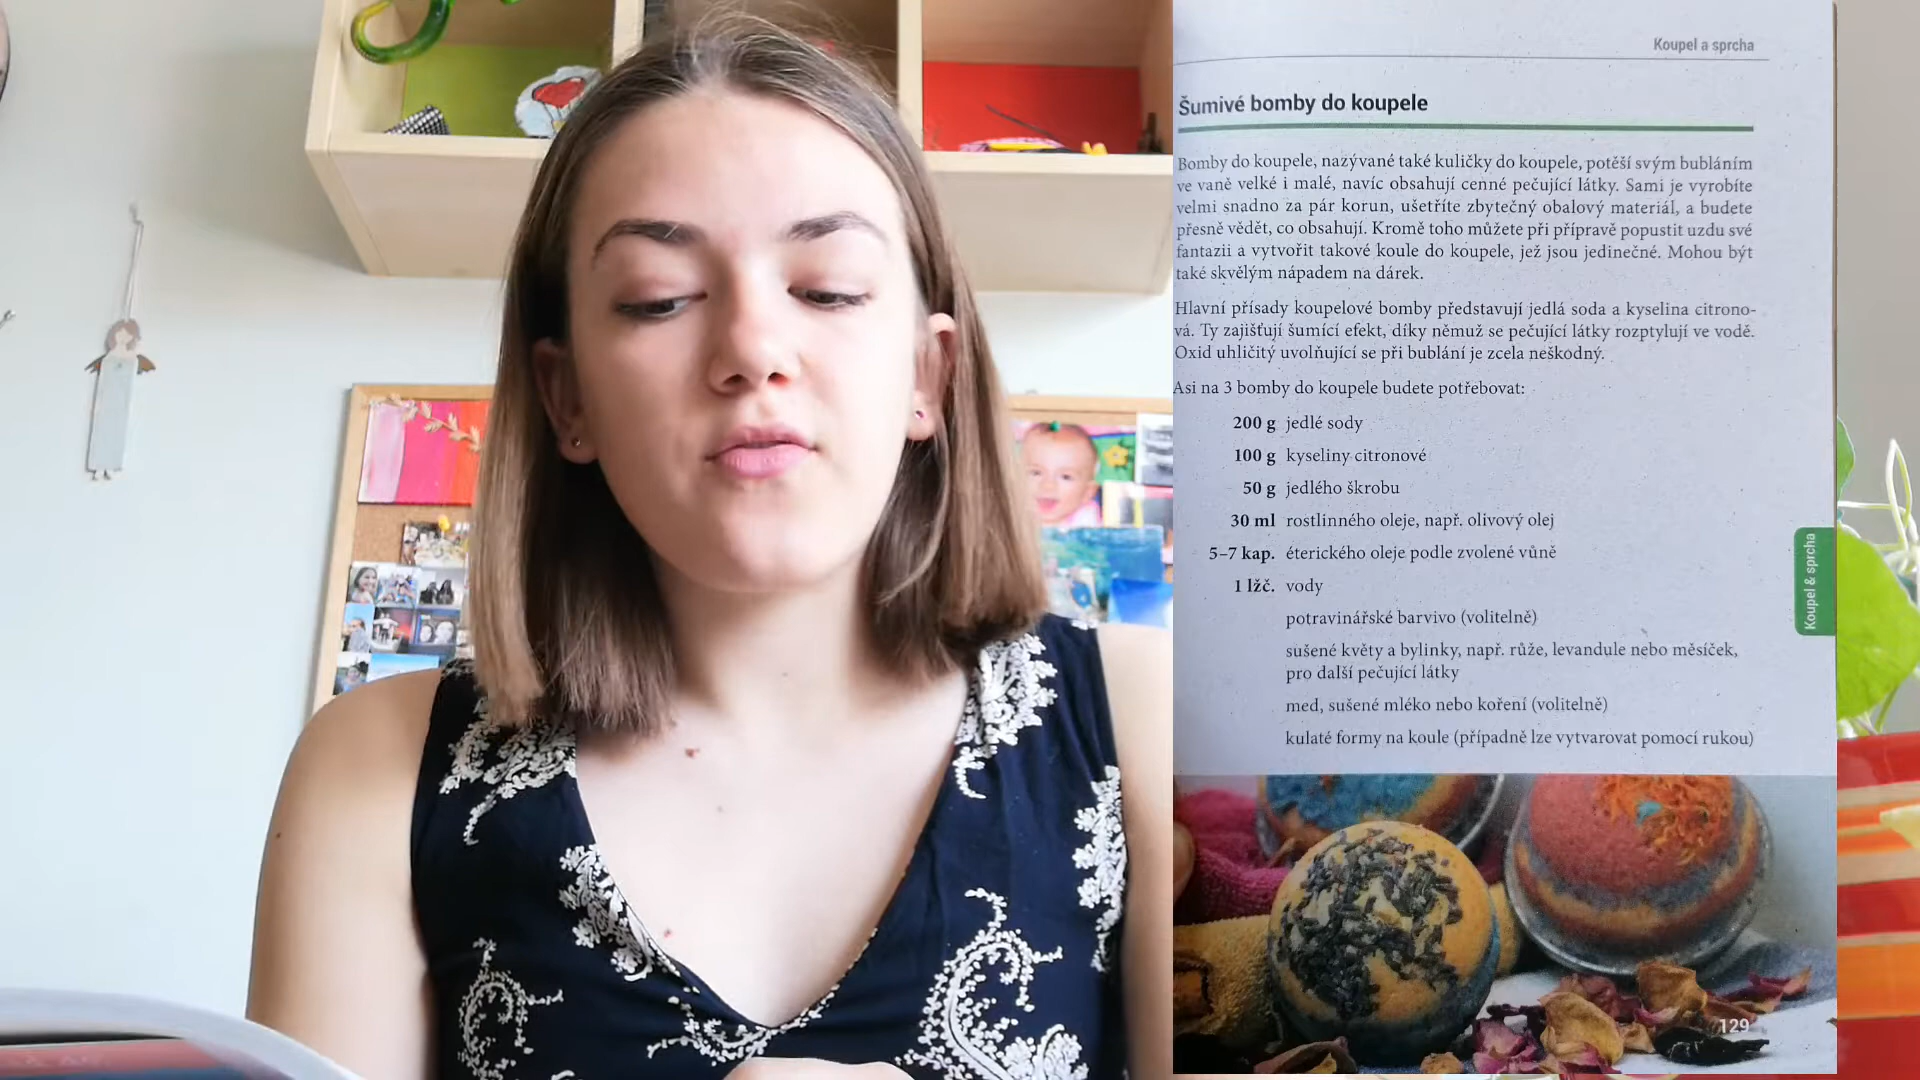 Koupel a sprcha
Šumivé bomby do koupele
Bomby do koupele, nazývané také kuličky do koupele, potěší svým bubláním
ve vaně velké i malé, navíc obsahují cenné pečující látky. Sami je vyrobíte
velmi snadno za pár korun, ušetříte zbytečný obalový materiál, a budete
přesně vědět, co obsahují. Kromě toho můžete při přípravě popustit uzdu své
fantazii a vytvořit takové koule do koupele, jež jsou jedinečné. Mohou být
také skvělým nápadem na dárek.
Hlavní přísady koupelové bomby představují jedlá soda a kyselina citrono-
vá. Ty zajišťují šumící efekt, díky němuž se pečující látky rozptylují ve vodě.
Oxid uhličitý uvolňující se při bublání je zcela neškodný.
Asi na 3 bomby do koupele budete potřebovat:
200 g jedlé sody
100 g kyseliny citronové
50 g jedlého škrobu
30 ml rostlinného oleje, např. olivový olej
5–7 kap. éterického oleje podle zvolené vůně
1 lžč. vody
potravinářské barvivo (volitelně)
sušené květy a bylinky, např. růže, levandule nebo měsíček,
pro další pečující látky
med, sušené mléko nebo koření (volitelně)
kulaté formy na koule (případně lze vytvarovat pomocí rukou)
Koupel & sprcha
129